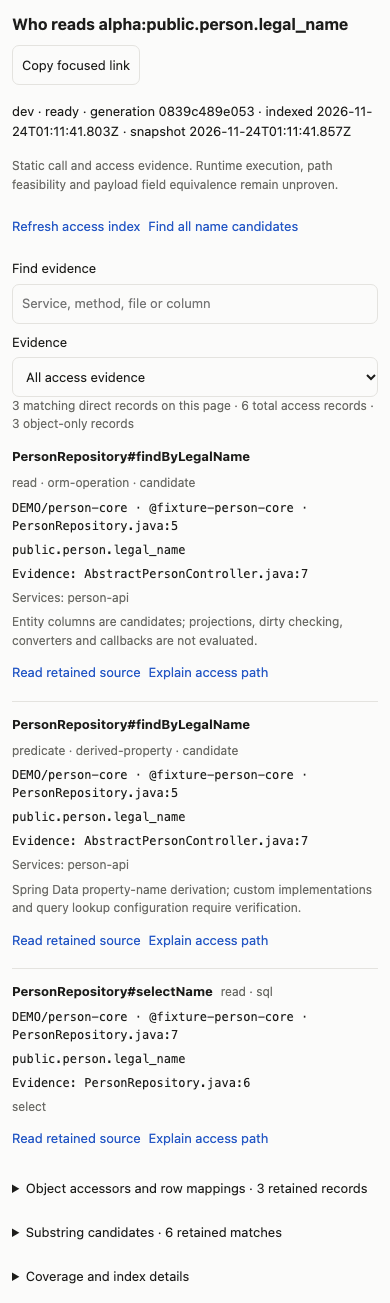 Who reads alpha:public.person.legal_name
Copy focused link
dev · ready · generation 0839c489e053 · indexed 2026-11-
24T01:11:41.803Z · snapshot 2026-11-24T01:11:41.857Z
Static call and access evidence. Runtime execution, path
feasibility and payload field equivalence remain unproven.
Refresh access index Find all name candidates
Find evidence
Service, method, file or column
Evidence
All access evidence
3 matching direct records on this page · 6 total access records ·
3 object-only records
PersonRepository#findByLegalName
read · orm-operation · candidate
DEMO/person-core · @fixture-person-core ·
PersonRepository.java:5
public.person.legal_name
Evidence: AbstractPersonController.java:7
Services: person-api
Entity columns are candidates; projections, dirty checking,
converters and callbacks are not evaluated.
Read retained source Explain access path
PersonRepository#findByLegalName
predicate · derived-property · candidate
DEMO/person-core · @fixture-person-core ·
PersonRepository.java:5
public.person.legal_name
Evidence: AbstractPersonController.java:7
Services: person-api
Spring Data property-name derivation; custom implementations
and query lookup configuration require verification.
Read retained source Explain access path
PersonRepository#selectName read · sql
DEMO/person-core · @fixture-person-core ·
PersonRepository.java:7
public.person.legal_name
Evidence: PersonRepository.java:6
select
Read retained source Explain access path
Object accessors and row mappings · 3 retained records
Substring candidates · 6 retained matches
Coverage and index details